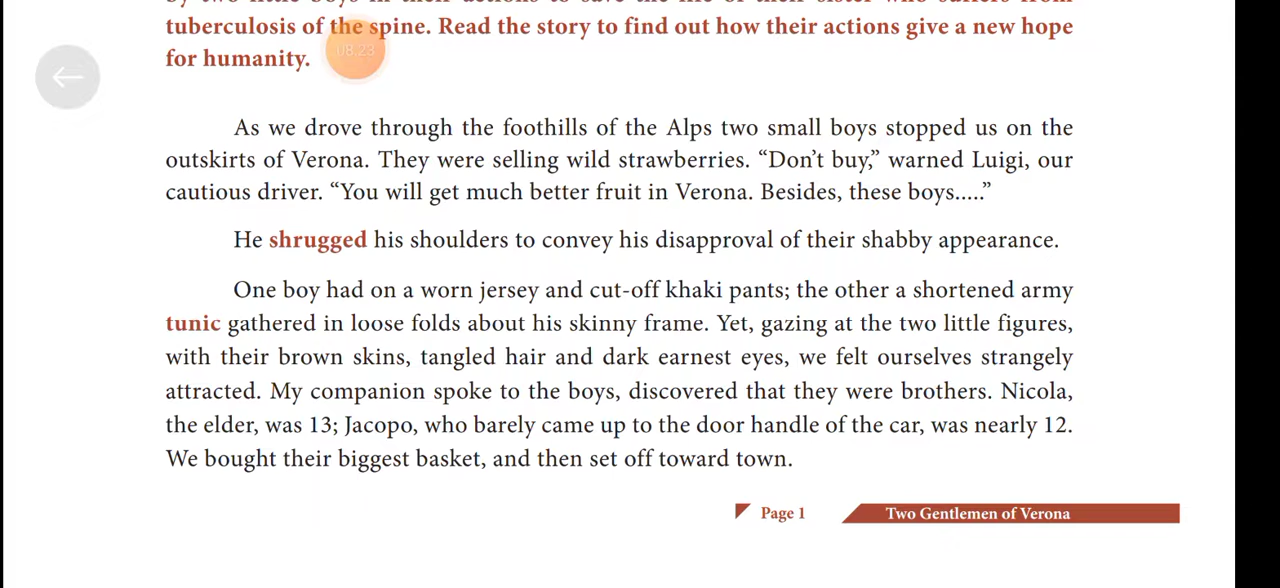 tuberculosis of the spine. Read the story to find out how their actions give a new hope
for humanity.
08:23
As we drove through the foothills of the Alps two small boys stopped us on the
outskirts of Verona. They were selling wild strawberries. “Don’t buy,” warned Luigi, our
cautious driver. “You will get much better fruit in Verona. Besides, these boys.....”
He shrugged his shoulders to convey his disapproval of their shabby appearance.
One boy had on a worn jersey and cut-off khaki pants; the other a shortened army
tunic gathered in loose folds about his skinny frame. Yet, gazing at the two little figures,
with their brown skins, tangled hair and dark earnest eyes, we felt ourselves strangely
attracted. My companion spoke to the boys, discovered that they were brothers. Nicola,
the elder, was 13; Jacopo, who barely came up to the door handle of the car, was nearly 12.
We bought their biggest basket, and then set off toward town.
Page 1
Two Gentlemen of Verona